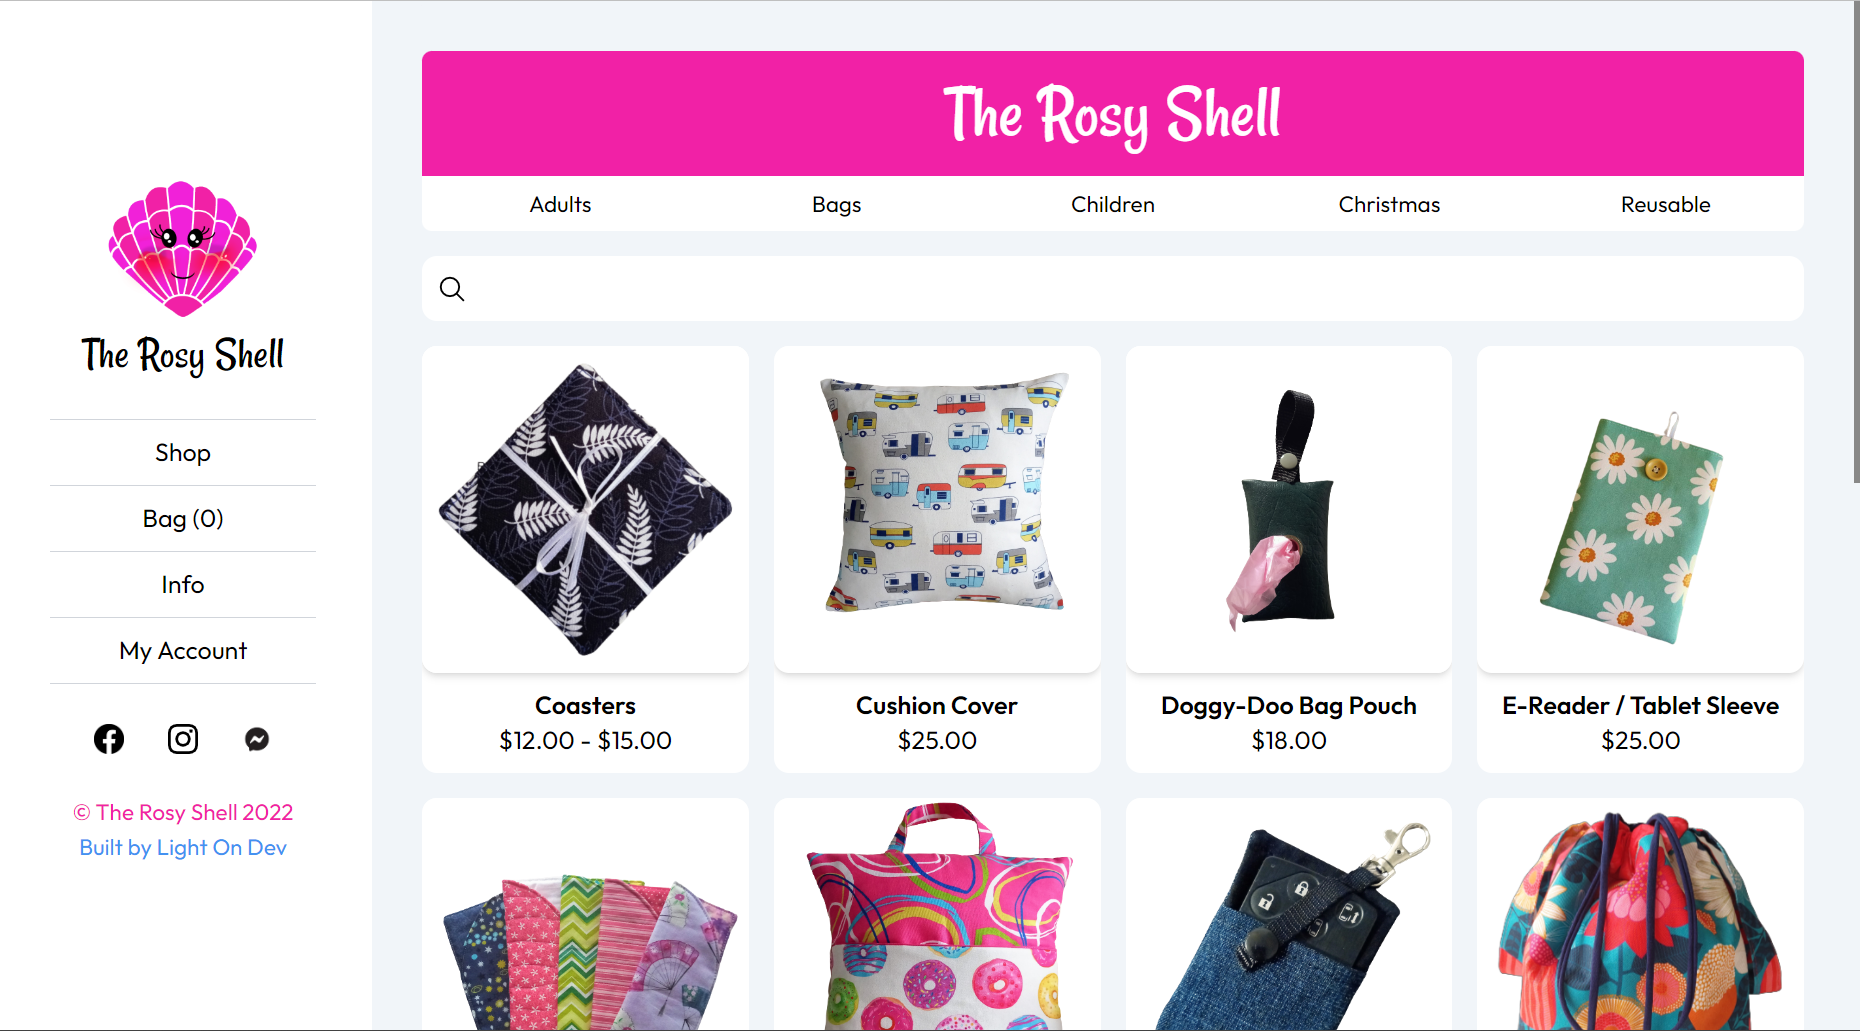 The Rosy Shell
Shop
Bag (0)
Info
My Account
© The Rosy Shell 2022
Built by Light On Dev
The Rosy Shell
Adults
Bags
Children
Christmas
Reusable
Coasters
$12.00 - $15.00
Cushion Cover
$25.00
Doggy-Doo Bag Pouch
$18.00
E-Reader / Tablet Sleeve
$25.00